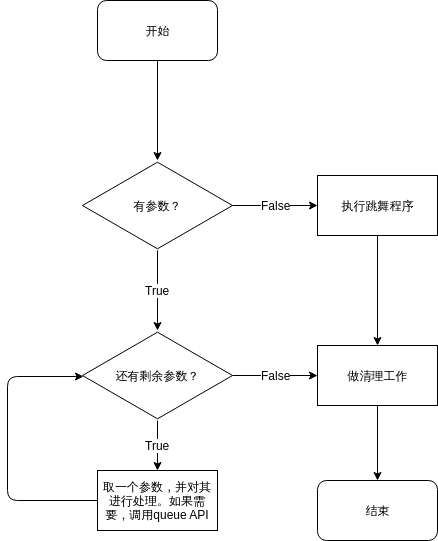 开始
有参数？
False
执行跳舞程序
True
还有剩余参数？
False
做清理工作
True
取一个参数，并对其
进行处理。如果需
要，调用queue API
结束